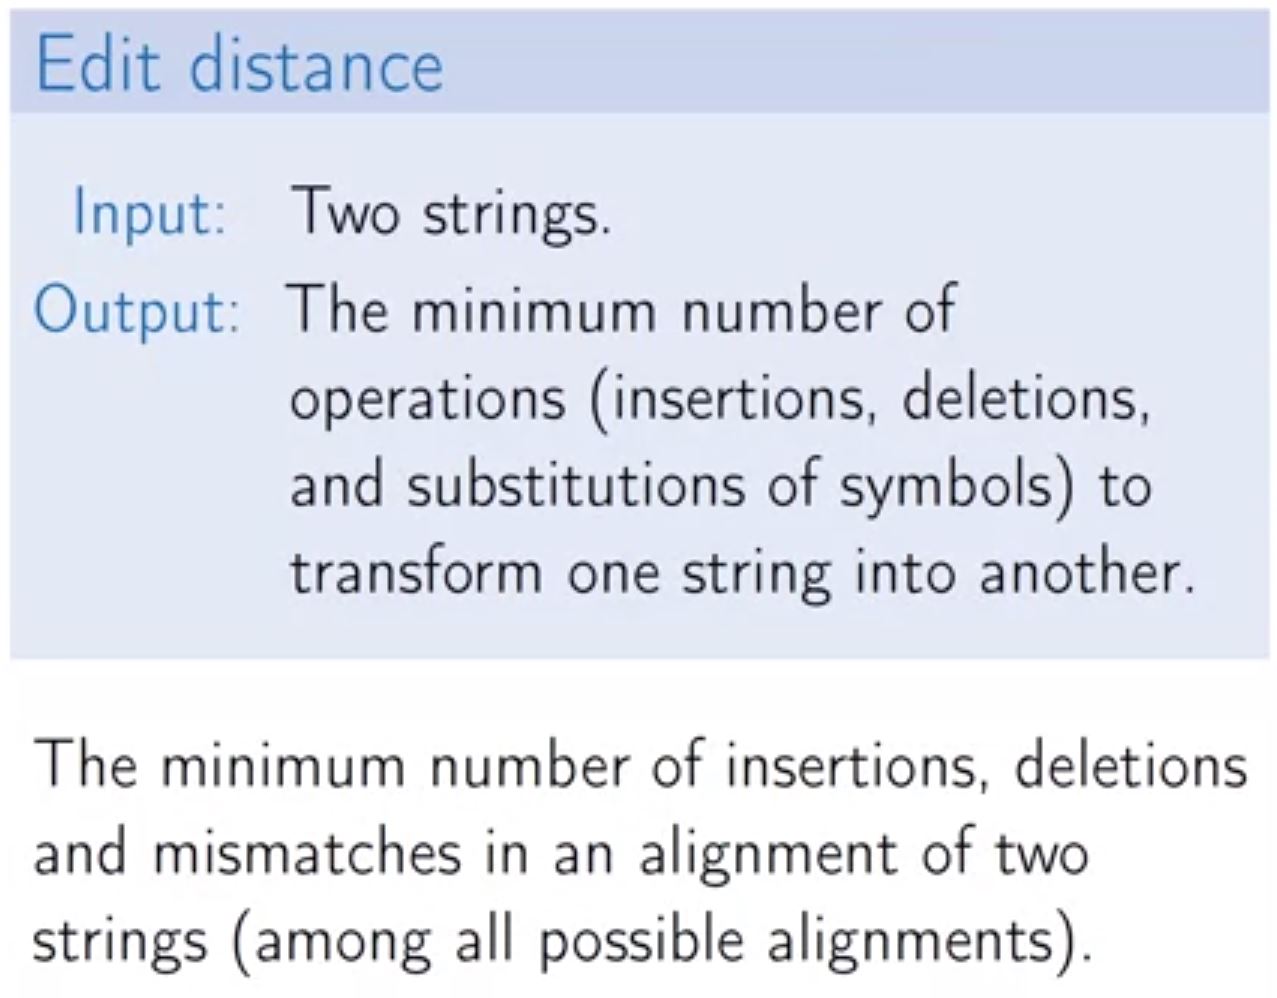 Edit distance
Input: Two strings.
Output: The minimum number of
operations (insertions, deletions,
and substitutions of symbols) to
transform one string into another.
The minimum number of insertions, deletions
and mismatches in an alignment of two
strings (among all possible alignments).